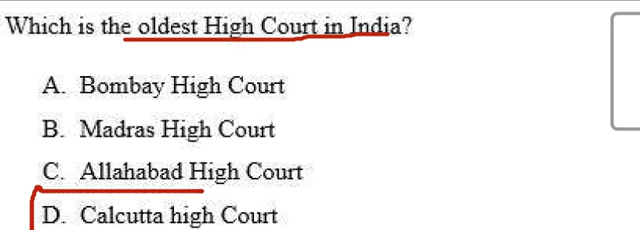 Which is the oldest High Court in India?
A. Bombay High Court
B. Madras High Court
C. Allahabad High Court
D. Calcutta high Court